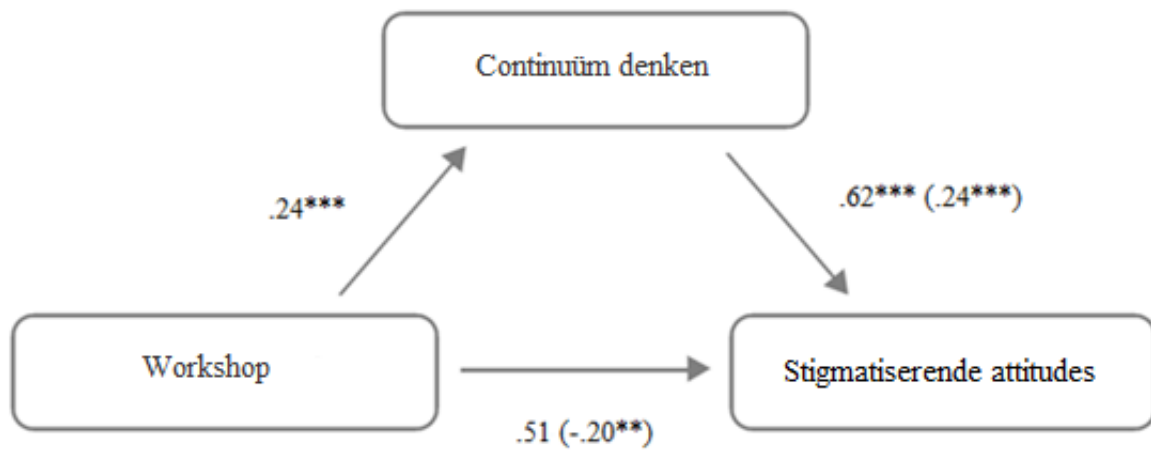 Continuüm denken
.24***
.62*** (.24***)
Workshop
Stigmatiserende attitudes
.51 (-.20**)